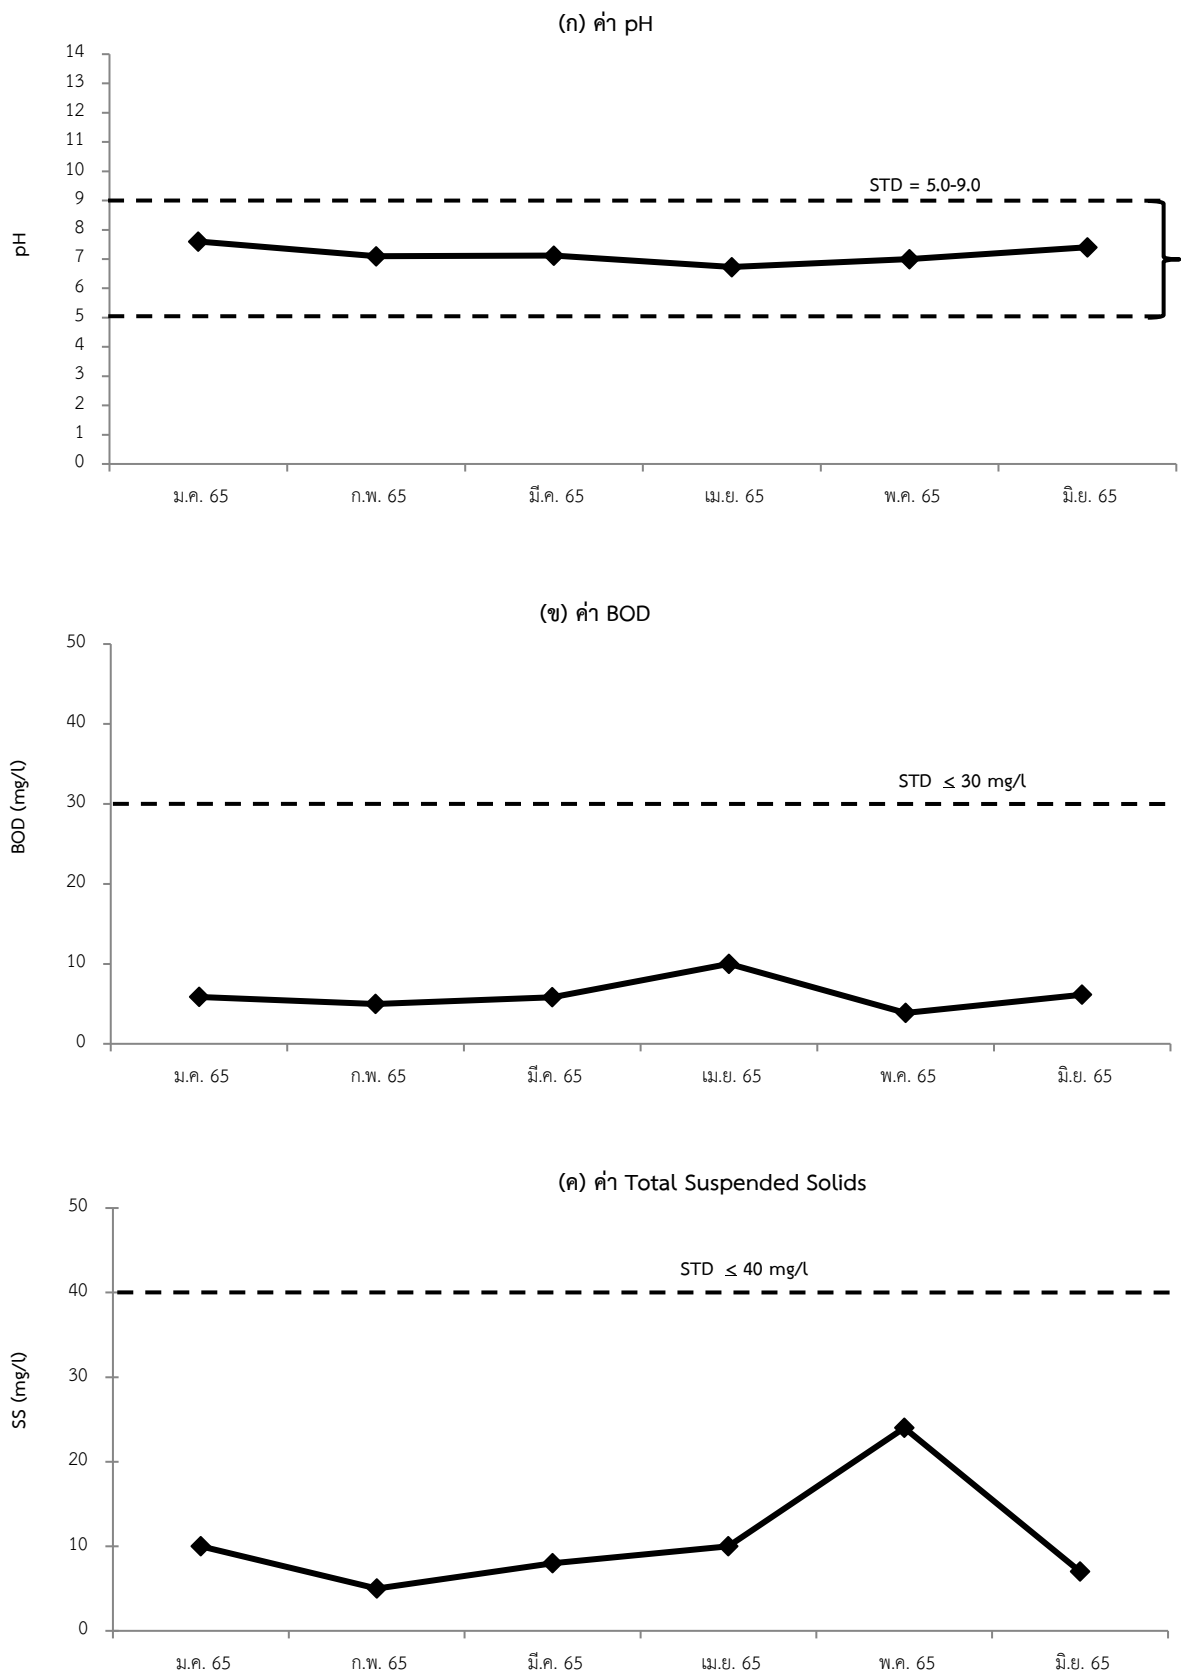 (ก) ค่า pH
14
13
12
11
10
9
8
7
6
5
4
3
2
1
0
pH
STD = 5.0-9.0
ม.ค. 65 ก.พ. 65 มี.ค. 65 เม.ย. 65 พ.ค. 65 มิ.ย. 65
(ข) ค่า BOD
50
40
30
20
10
0
BOD (mg/l)
STD ≤ 30 mg/l
ม.ค. 65 ก.พ. 65 มี.ค. 65 เม.ย. 65 พ.ค. 65 มิ.ย. 65
(ค) ค่า Total Suspended Solids
50
40
30
20
10
0
SS (mg/l)
STD ≤ 40 mg/l
ม.ค. 65 ก.พ. 65 มี.ค. 65 เม.ย. 65 พ.ค. 65 มิ.ย. 65